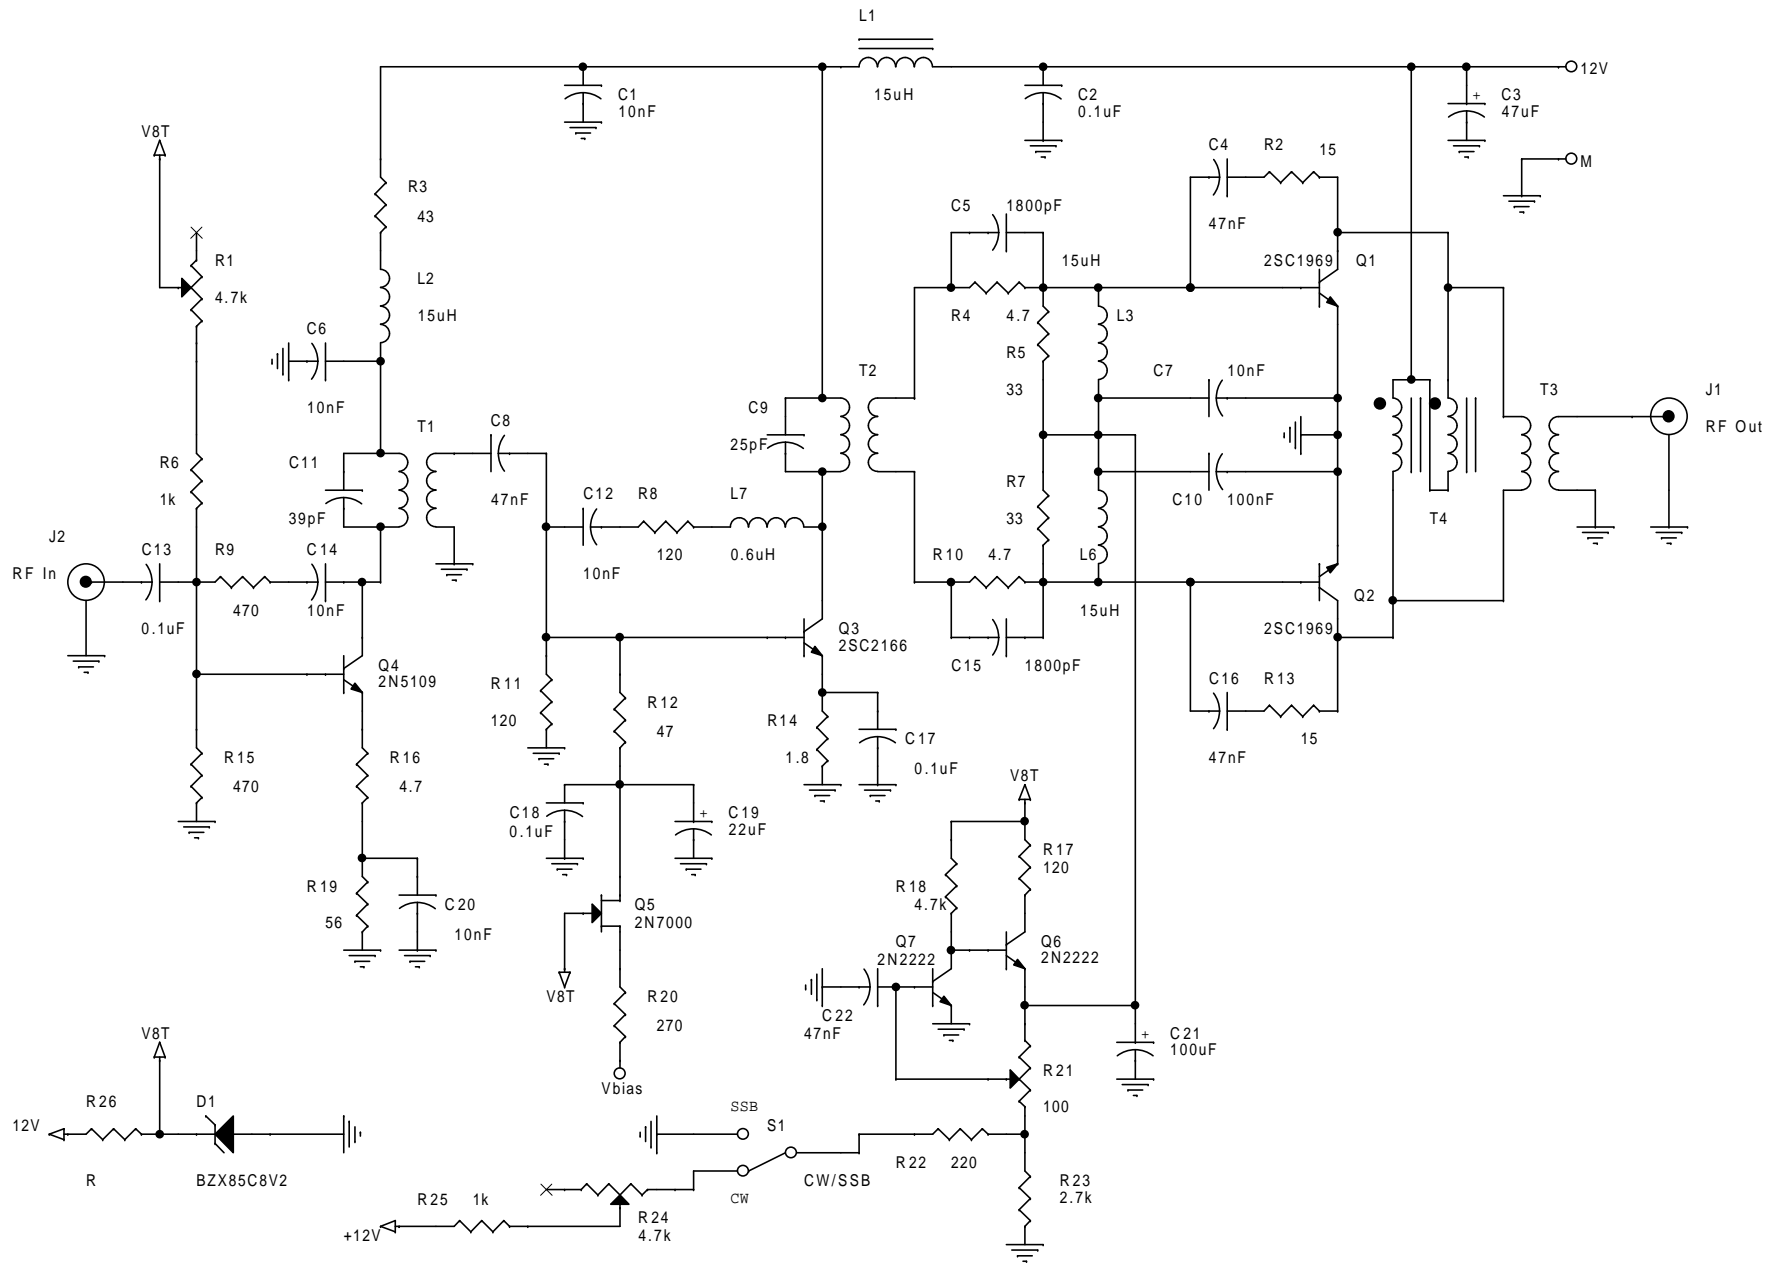 L1
15uH
C1
10nF
C2
0.1uF
12V
C3
47uF
+
M
V8T
R3
43
C4
R2
15
47nF
C5
1800pF
R1
4.7k
L2
15uH
15uH
2SC1969
Q1
C6
10nF
R4
4.7
L3
R5
33
C7
10nF
T2
T3
J1
RF Out
C9
25pF
T1
C8
47nF
C11
39pF
R6
1k
R7
33
C10
100nF
T4
C12
R8
L7
120
0.6uH
10nF
R10
4.7
L6
15uH
J2
RF In
C13
0.1uF
R9
470
C14
10nF
Q2
2SC1969
Q3
2SC2166
C15
1800pF
Q4
2N5109
R11
120
R12
47
C16
R13
47nF
15
R14
1.8
C17
0.1uF
R15
470
R16
4.7
C18
0.1uF
+
C19
22uF
V8T
R17
120
R18
4.7k
R19
56
C20
10nF
Q5
2N7000
V8T
Q7
2N2222
Q6
2N2222
R20
270
C22
47nF
+
C21
100uF
Vbias
R21
100
V8T
R26
D1
12V
R
BZX85C8V2
SSB
S1
CW/SSB
CW
R22
220
R23
2.7k
R25
1k
R24
4.7k
+12V